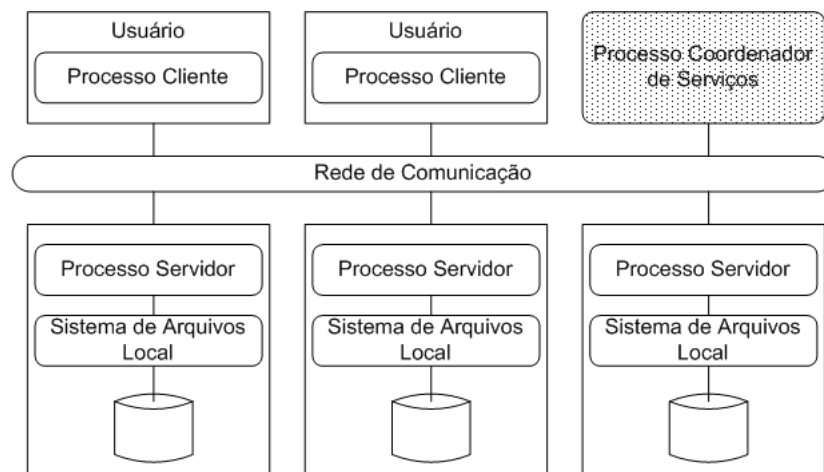 Usuário
Processo Cliente
Usuário
Processo Cliente
Processo Coordenador
de Serviços
Rede de Comunicação
Processo Servidor
Sistema de Arquivos
Local
Processo Servidor
Sistema de Arquivos
Local
Processo Servidor
Sistema de Arquivos
Local